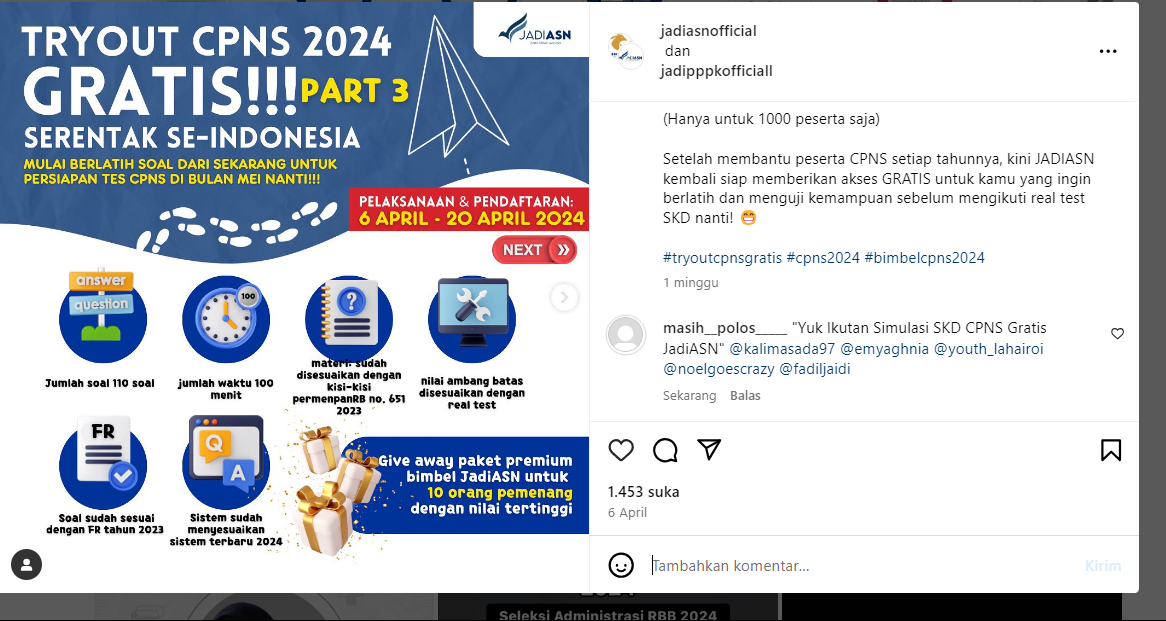 TRYOUT CPNS 2024
GRATIS!!! PART 3
SERENTAK SE-INDONESIA
MULAI BERLATIH SOAL DARI SEKARANG UNTUK
PERSIAPAN TES CPNS DI BULAN MEI NANTI!!!
JADIASN
PELAKSANAAN & PENDAFTARAN:
6 APRIL - 20 APRIL 2024
NEXT »
answer
question
Jumlah soal 110 soal
100
jumlah waktu 100
menit
?
materi: sudah
disesuaikan dengan
kisi-kisi
permenpanRB no. 651
2023
nilai ambang batas
disesuaikan dengan
real test
FR
Soal sudah sesuai
dengan FR tahun 2023
Q
A
Sistem sudah
menyesuaikan
sistem terbaru 2024
Give away paket premium
bimbel JadiASN untuk
10 orang pemenang
dengan nilai tertinggi
jadiasnofficial
dan
jadipppkofficiall
(Hanya untuk 1000 peserta saja)
Setelah membantu peserta CPNS setiap tahunnya, kini JADIASN
kembali siap memberikan akses GRATIS untuk kamu yang ingin
berlatih dan menguji kemampuan sebelum mengikuti real test
SKD nanti! 😁
#tryoutcpnsgratis #cpns2024 #bimbelcpns2024
1 minggu
masih__polos_____ "Yuk Ikutan Simulasi SKD CPNS Gratis
JadiASN" @kalimasada97 @emyaghnia @youth_lahairoi
@noelgoescrazy @fadiljaidi
Sekarang Balas
1.453 suka
6 April
Tambahkan komentar...
Kirim
Seleksi Administrasi RBB 2024